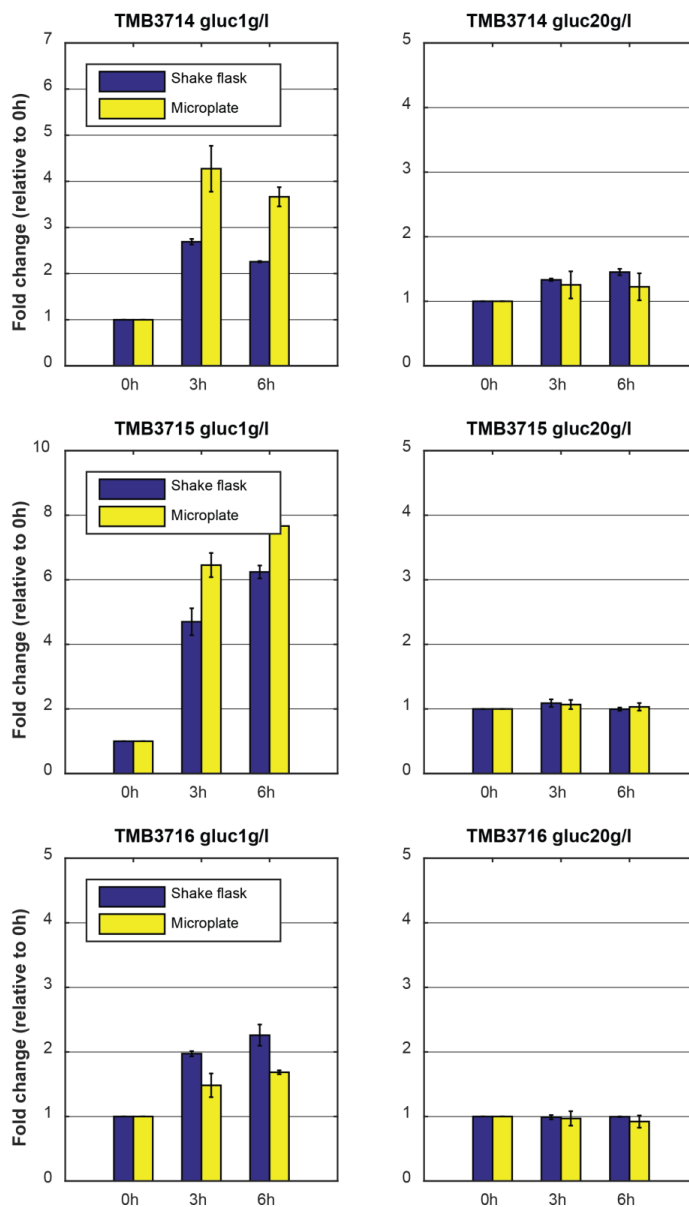 TMB3714 gluc1g/l
TMB3714 gluc20g/l
7
6
5
4
3
2
1
0
Fold change (relative to 0h)
Shake flask
Microplate
0h 3h 6h
5
4
3
2
1
0
0h 3h 6h
TMB3715 gluc1g/l
TMB3715 gluc20g/l
10
8
6
4
2
0
Fold change (relative to 0h)
Shake flask
Microplate
0h 3h 6h
5
4
3
2
1
0
0h 3h 6h
TMB3716 gluc1g/l
TMB3716 gluc20g/l
5
4
3
2
1
0
Fold change (relative to 0h)
Shake flask
Microplate
0h 3h 6h
5
4
3
2
1
0
0h 3h 6h